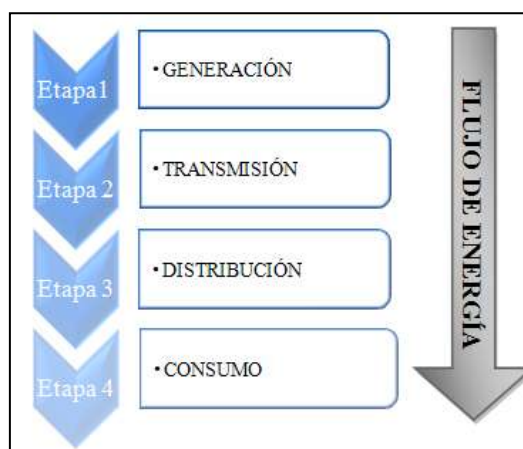 Etapa1
• GENERACIÓN
Etapa 2
• TRANSMISIÓN
Etapa 3
• DISTRIBUCIÓN
Etapa 4
• CONSUMO
FLUJO DE ENERGÍA